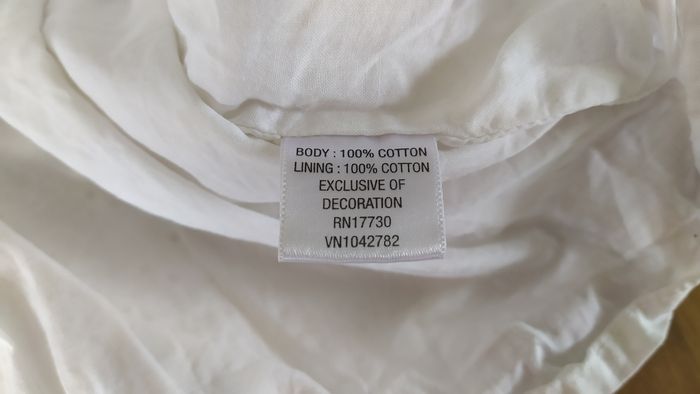 BODY : 100% COTTON
LINING : 100% COTTON
EXCLUSIVE OF
DECORATION
RN17730
VN1042782